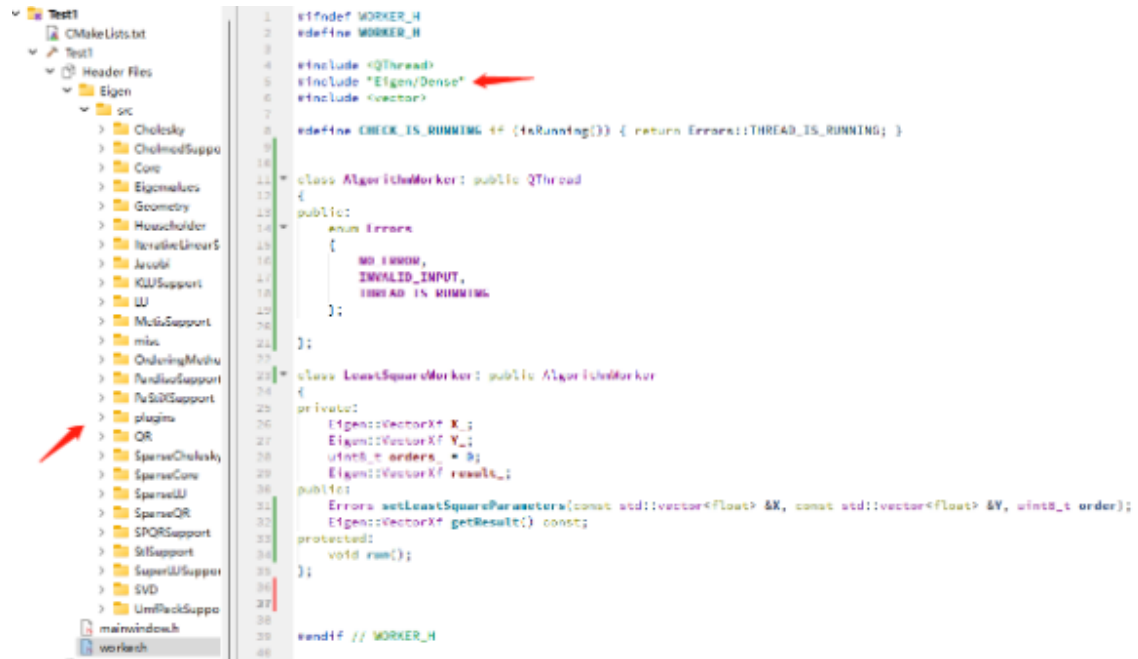 Test1
CMakeLists.txt
Test1
Header Files
Eigen
src
Cholesky
CholmodSuppo
Core
Eigenvalues
Geometry
Householder
IterativeLinearS
Jacobi
KLUSupport
LU
MetisSupport
misc
OrderingMetho
PardisoSupport
PaStiXSupport
plugins
QR
SparseCholesky
SparseCore
SparseLU
SparseQR
SPQRSupport
StlSupport
SuperLUSuppor
SVD
UmfPackSuppo
mainwindow.h
worker.h
1 #ifndef WORKER_H
2 #define WORKER_H
3
4 #include <QThread>
5 #include "Eigen/Dense"
6 #include <vector>
7
8 #define CHECK_IS_RUNNING if (isRunning()) { return Errors::THREAD_IS_RUNNING; }
9
10
11 class AlgorithmWorker: public QThread
12 {
13 public:
14 enum Errors
15 {
16 NO_ERROR,
17 INVALID_INPUT,
18 THREAD_IS_RUNNING
19 };
20
21 };
22
23 class LeastSquareWorker: public AlgorithmWorker
24 {
25 private:
26 Eigen::VectorXf X_;
27 Eigen::VectorXf Y_;
28 uint8_t orders_ = 0;
29 Eigen::VectorXf result_;
30 public:
31 Errors setLeastSquareParameters(const std::vector<float> &X, const std::vector<float> &Y, uint8_t order);
32 Eigen::VectorXf getResult() const;
33 protected:
34 void run();
35 };
36
37
38
39 #endif // WORKER_H
40